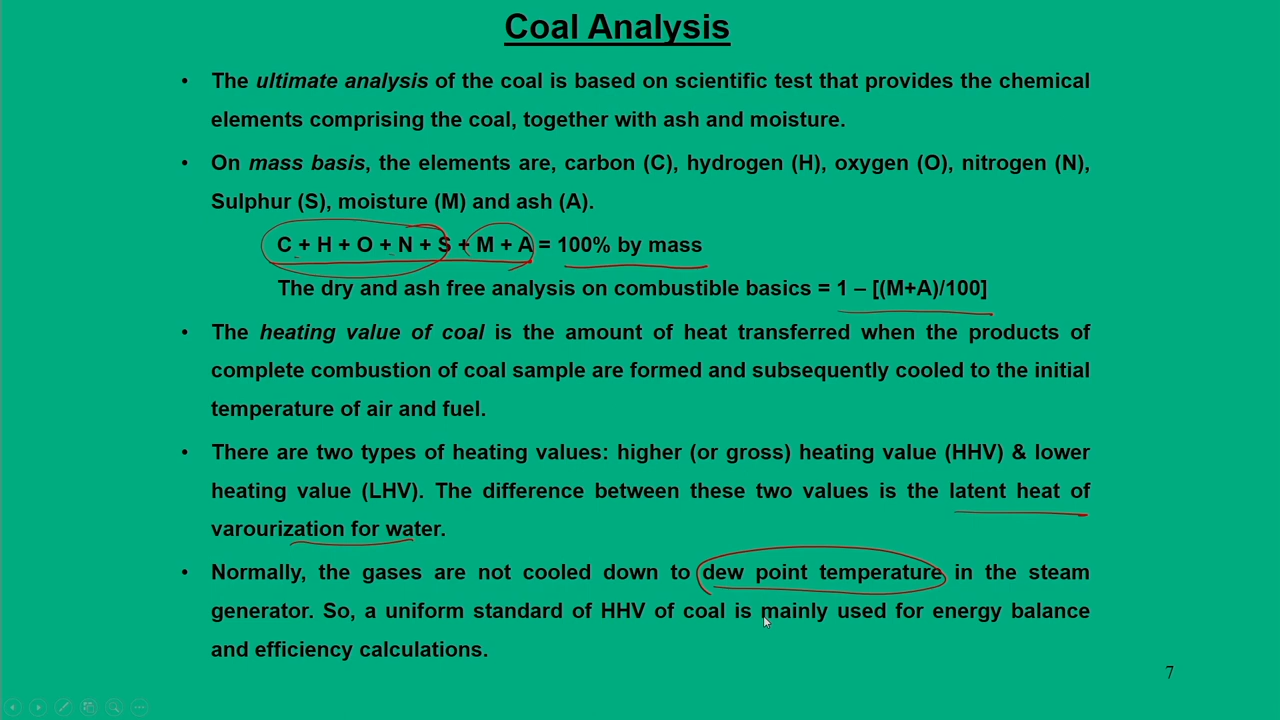 Coal Analysis
• The ultimate analysis of the coal is based on scientific test that provides the chemical
elements comprising the coal, together with ash and moisture.
• On mass basis, the elements are, carbon (C), hydrogen (H), oxygen (O), nitrogen (N),
Sulphur (S), moisture (M) and ash (A).
C + H + O + N + S + M + A = 100% by mass
The dry and ash free analysis on combustible basics = 1 – [(M+A)/100]
• The heating value of coal is the amount of heat transferred when the products of
complete combustion of coal sample are formed and subsequently cooled to the initial
temperature of air and fuel.
• There are two types of heating values: higher (or gross) heating value (HHV) & lower
heating value (LHV). The difference between these two values is the latent heat of
varourization for water.
• Normally, the gases are not cooled down to dew point temperature in the steam
generator. So, a uniform standard of HHV of coal is mainly used for energy balance
and efficiency calculations.
7